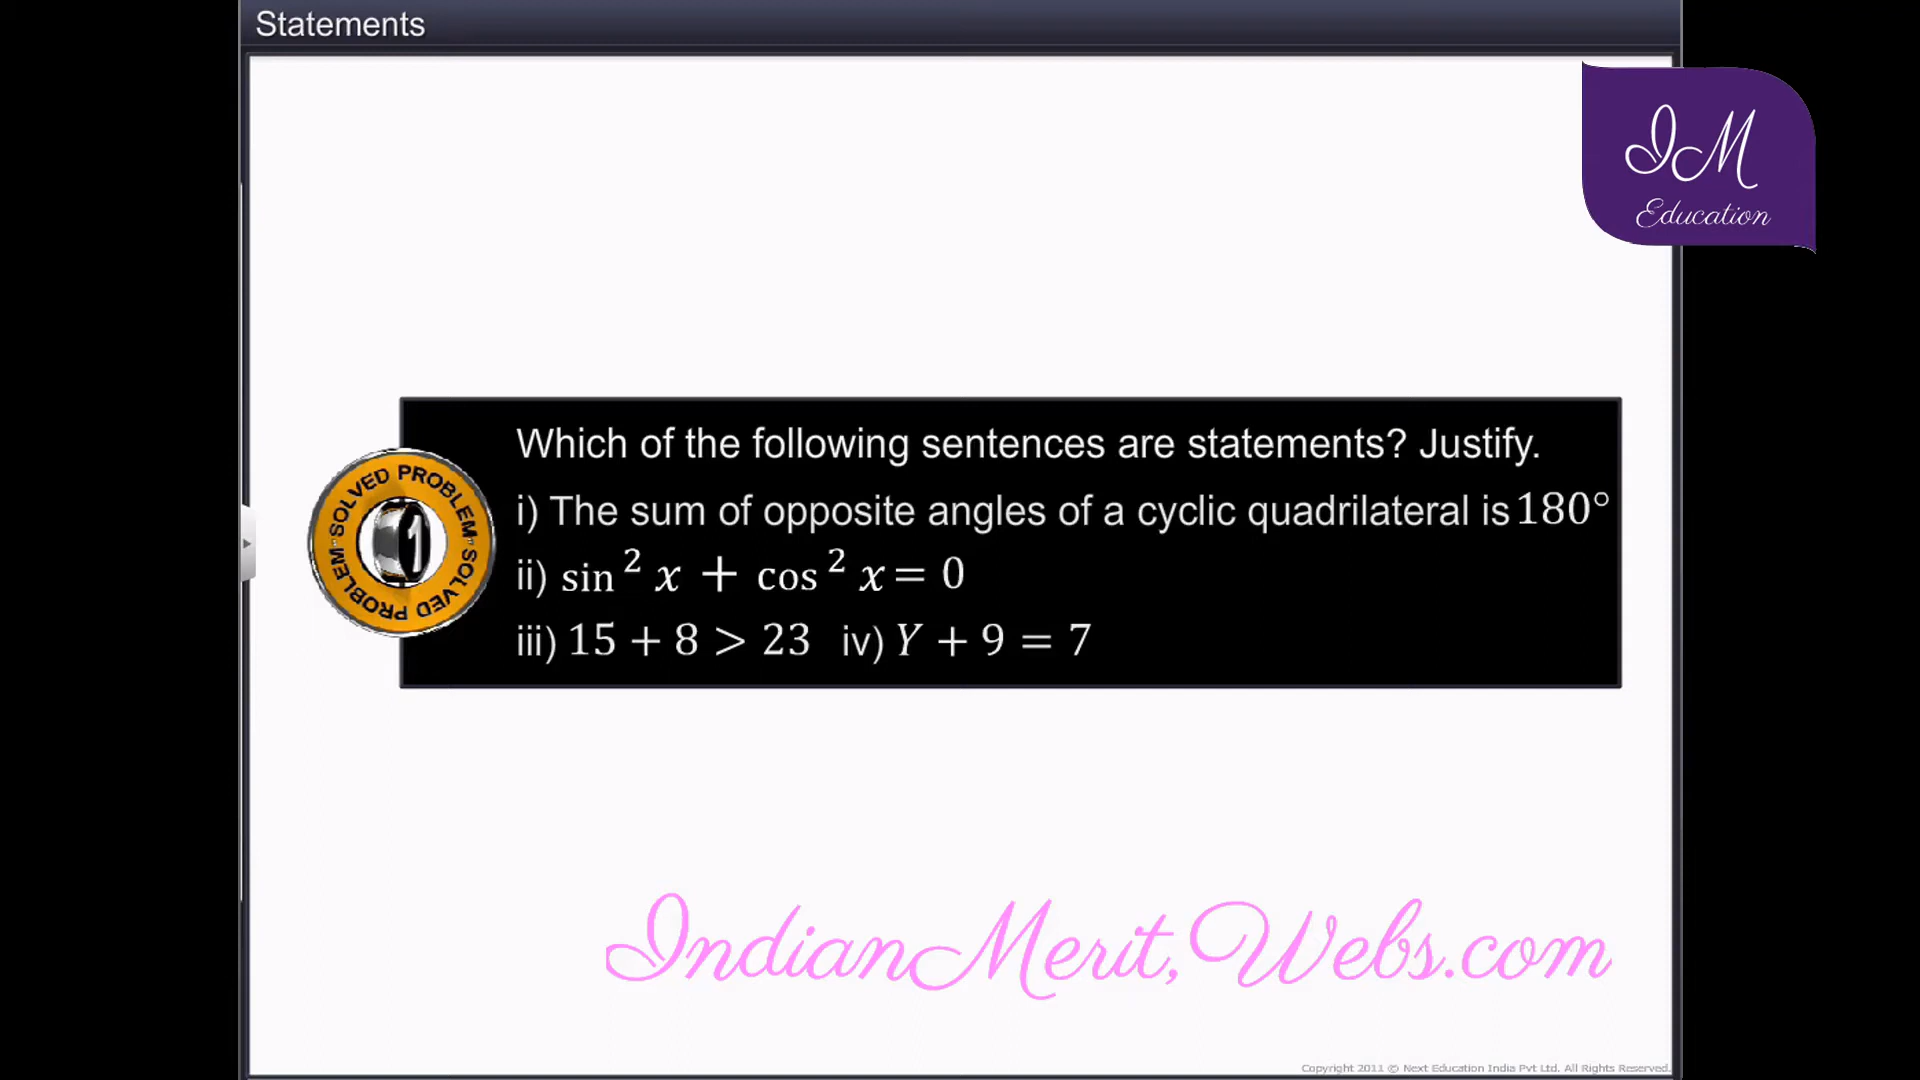 Statements
IM
Education
Which of the following sentences are statements? Justify.
i) The sum of opposite angles of a cyclic quadrilateral is 180°
ii) sin² x + cos² x = 0
iii) 15 + 8 > 23 iv) Y + 9 = 7
SOLVED PROBLEM SOLVED PROBLEM
1
IndianMerit,Webs.com
Copyright 2011 © Next Education India Pvt Ltd. All Rights Reserved.